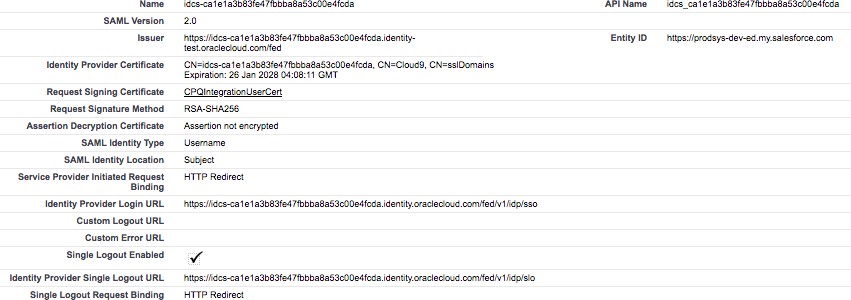 Name idcs-ca1e1a3b83fe47fbbba8a53c00e4fcda API Name idcs_ca1e1a3b83fe47fbbba8a53c00e4fcda
SAML Version 2.0
Issuer https://idcs-ca1e1a3b83fe47fbbba8a53c00e4fcda.identity- Entity ID https://prodsys-dev-ed.my.salesforce.com
test.oraclecloud.com/fed
Identity Provider Certificate CN=idcs-ca1e1a3b83fe47fbbba8a53c00e4fcda, CN=Cloud9, CN=sslDomains
Expiration: 26 Jan 2028 04:08:11 GMT
Request Signing Certificate CPQIntegrationUserCert
Request Signature Method RSA-SHA256
Assertion Decryption Certificate Assertion not encrypted
SAML Identity Type Username
SAML Identity Location Subject
Service Provider Initiated Request HTTP Redirect
Binding
Identity Provider Login URL https://idcs-ca1e1a3b83fe47fbbba8a53c00e4fcda.identity.oraclecloud.com/fed/v1/idp/sso
Custom Logout URL
Custom Error URL
Single Logout Enabled ✓
Identity Provider Single Logout URL https://idcs-ca1e1a3b83fe47fbbba8a53c00e4fcda.identity.oraclecloud.com/fed/v1/idp/slo
Single Logout Request Binding HTTP Redirect